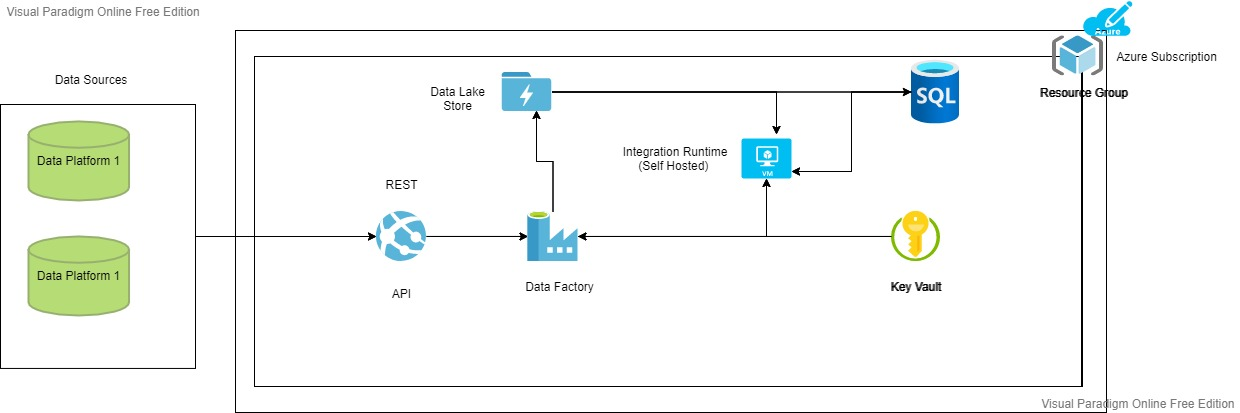 Visual Paradigm Online Free Edition
Azure
Azure Subscription
Data Sources
Resource Group
Data Lake
Store
SQL
Data Platform 1
Integration Runtime
(Self Hosted)
VM
REST
Data Platform 1
API
Data Factory
Key Vault
Visual Paradigm Online Free Edition